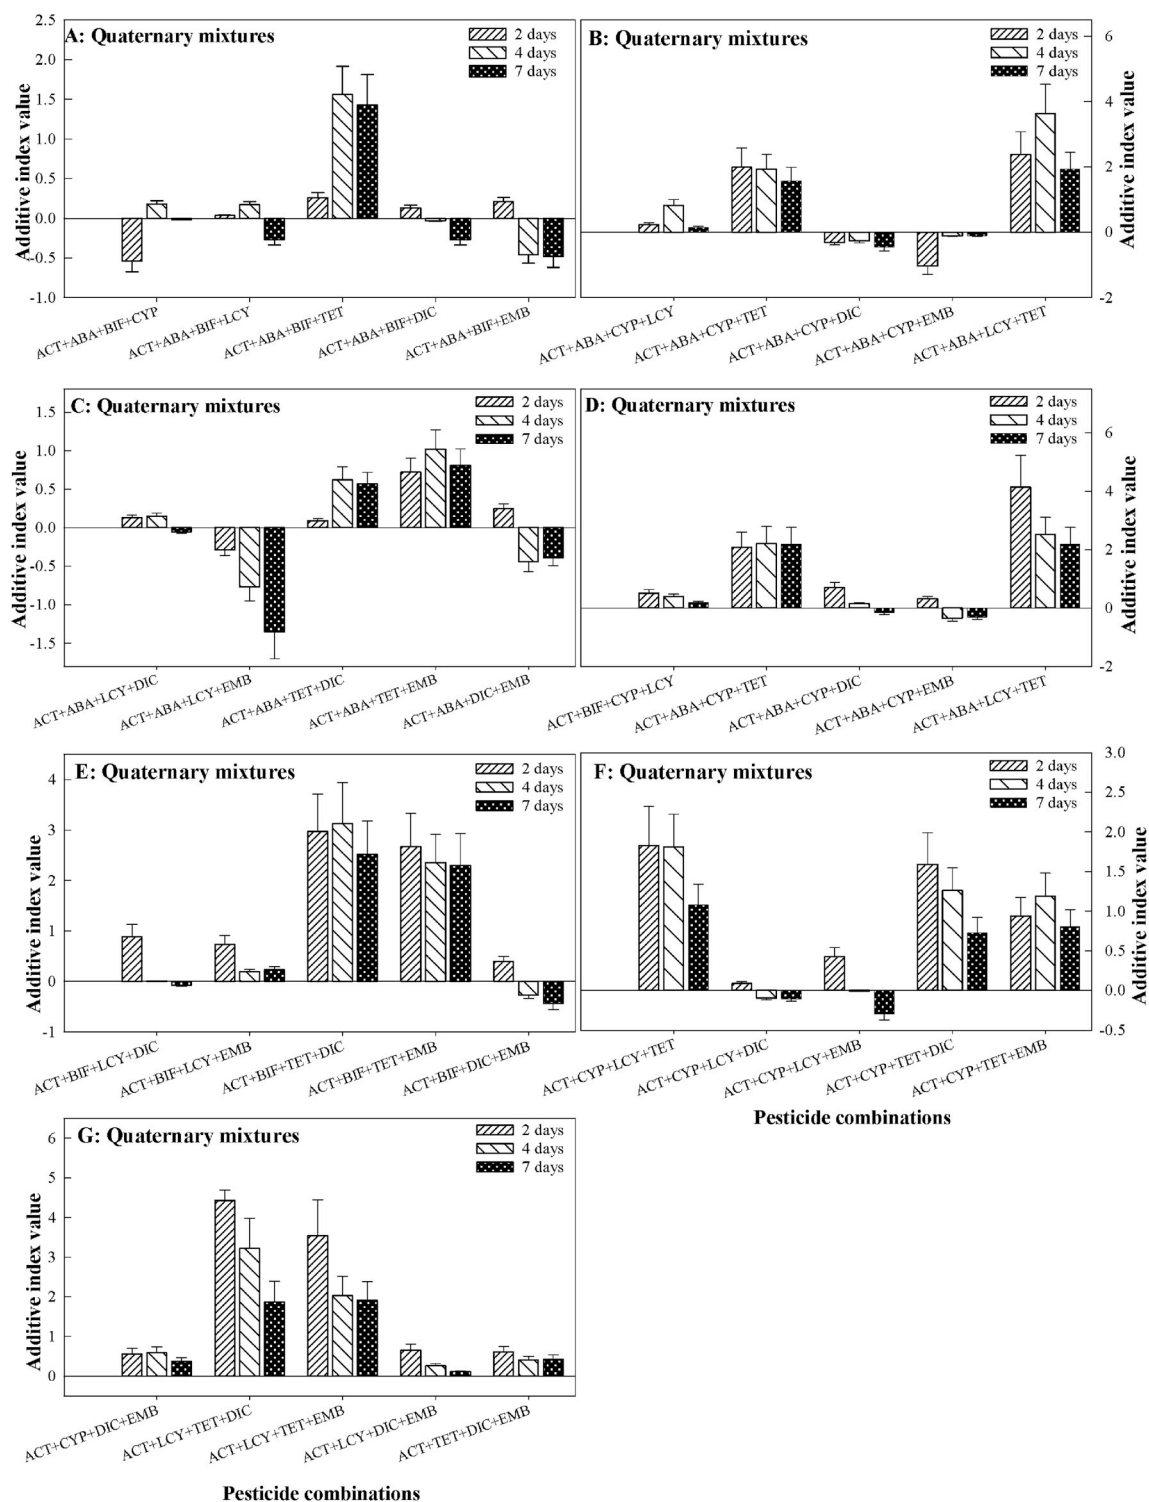 A: Quaternary mixtures
2 days
4 days
7 days
2.5
2.0
1.5
1.0
0.5
0.0
-0.5
-1.0
Additive index value
ACT+ABA+BIF+CYP
ACT+ABA+BIF+LCY
ACT+ABA+BIF+TET
ACT+ABA+BIF+DIC
ACT+ABA+BIF+EMB
B: Quaternary mixtures
2 days
4 days
7 days
6
4
2
0
-2
Additive index value
ACT+ABA+CYP+LCY
ACT+ABA+CYP+TET
ACT+ABA+CYP+DIC
ACT+ABA+CYP+EMB
ACT+ABA+LCY+TET
C: Quaternary mixtures
2 days
4 days
7 days
1.5
1.0
0.5
0.0
-0.5
-1.0
-1.5
Additive index value
ACT+ABA+LCY+DIC
ACT+ABA+LCY+EMB
ACT+ABA+TET+DIC
ACT+ABA+TET+EMB
ACT+ABA+DIC+EMB
D: Quaternary mixtures
2 days
4 days
7 days
6
4
2
0
-2
Additive index value
ACT+BIF+CYP+LCY
ACT+ABA+CYP+TET
ACT+ABA+CYP+DIC
ACT+ABA+CYP+EMB
ACT+ABA+LCY+TET
E: Quaternary mixtures
2 days
4 days
7 days
4
3
2
1
0
-1
Additive index value
ACT+BIF+LCY+DIC
ACT+BIF+LCY+EMB
ACT+BIF+TET+DIC
ACT+BIF+TET+EMB
ACT+BIF+DIC+EMB
F: Quaternary mixtures
2 days
4 days
7 days
3.0
2.5
2.0
1.5
1.0
0.5
0.0
-0.5
Additive index value
ACT+CYP+LCY+TET
ACT+CYP+LCY+DIC
ACT+CYP+LCY+EMB
ACT+CYP+TET+DIC
ACT+CYP+TET+EMB
Pesticide combinations
G: Quaternary mixtures
2 days
4 days
7 days
6
5
4
3
2
1
0
Additive index value
ACT+CYP+DIC+EMB
ACT+LCY+TET+DIC
ACT+LCY+TET+EMB
ACT+LCY+DIC+EMB
ACT+TET+DIC+EMB
Pesticide combinations